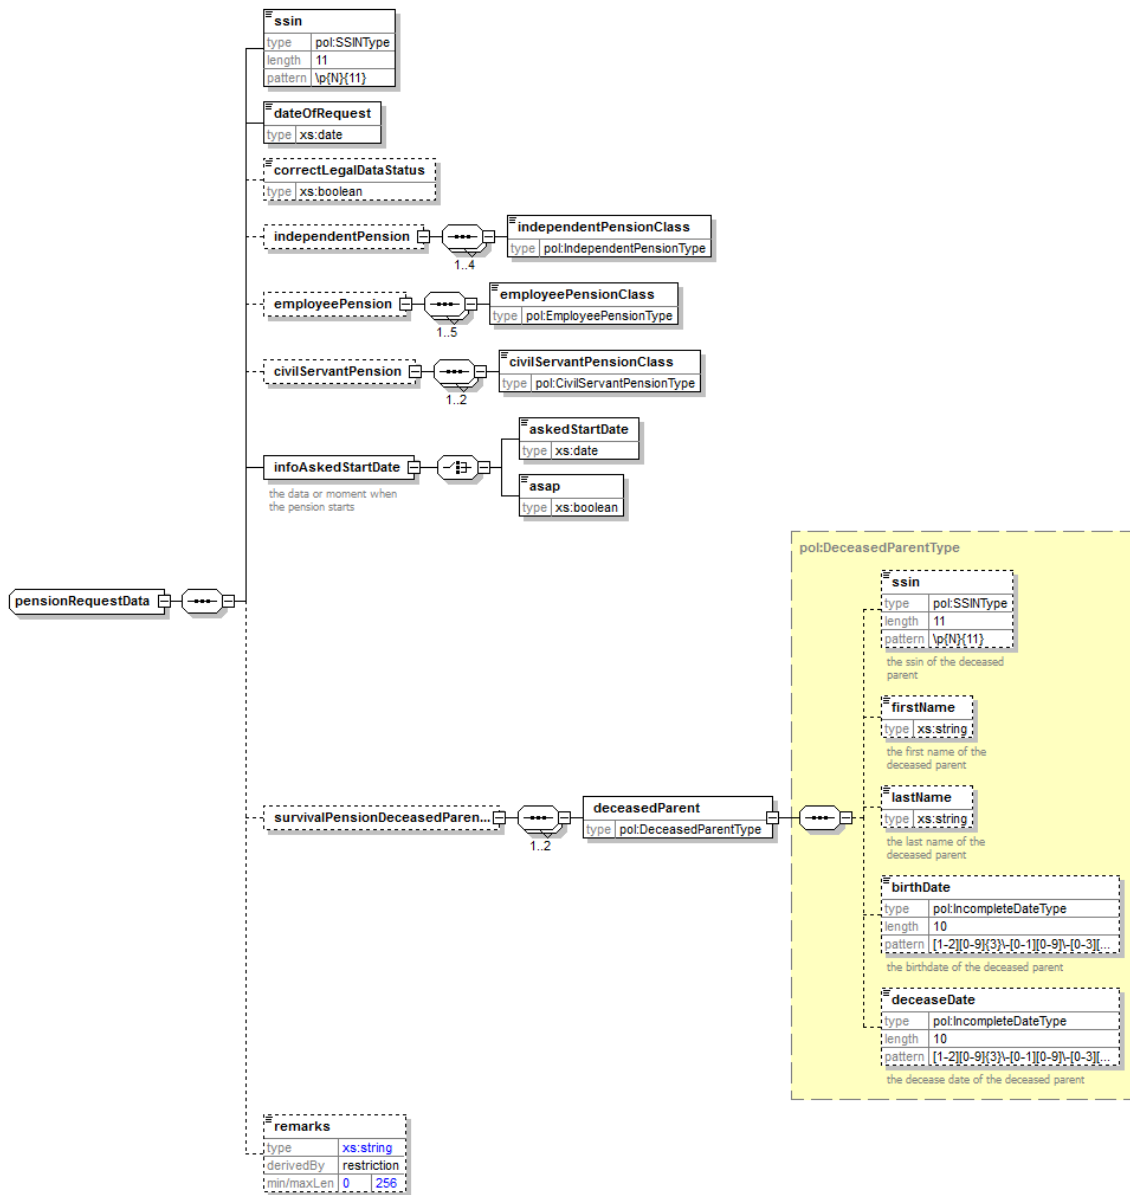 ssin
type pol:SSINType
length 11
pattern \p{N}{11}
dateOfRequest
type xs:date
correctLegalDataStatus
type xs:boolean
independentPension
1..4
independentPensionClass
type pol:IndependentPensionType
employeePension
1..5
employeePensionClass
type pol:EmployeePensionType
civilServantPension
1..2
civilServantPensionClass
type pol:CivilServantPensionType
infoAskedStartDate
the data or moment when
the pension starts
askedStartDate
type xs:date
asap
type xs:boolean
pensionRequestData
survivalPensionDeceasedParen...
1..2
deceasedParent
type pol:DeceasedParentType
pol:DeceasedParentType
ssin
type pol:SSINType
length 11
pattern \p{N}{11}
the ssin of the deceased
parent
firstName
type xs:string
the first name of the
deceased parent
lastName
type xs:string
the last name of the
deceased parent
birthDate
type pol:IncompleteDateType
length 10
pattern [1-2][0-9]{3}\-[0-1][0-9]\-[0-3][...
the birthdate of the deceased parent
deceaseDate
type pol:IncompleteDateType
length 10
pattern [1-2][0-9]{3}\-[0-1][0-9]\-[0-3][...
the decease date of the deceased parent
remarks
type xs:string
derivedBy restriction
min/maxLen 0 256